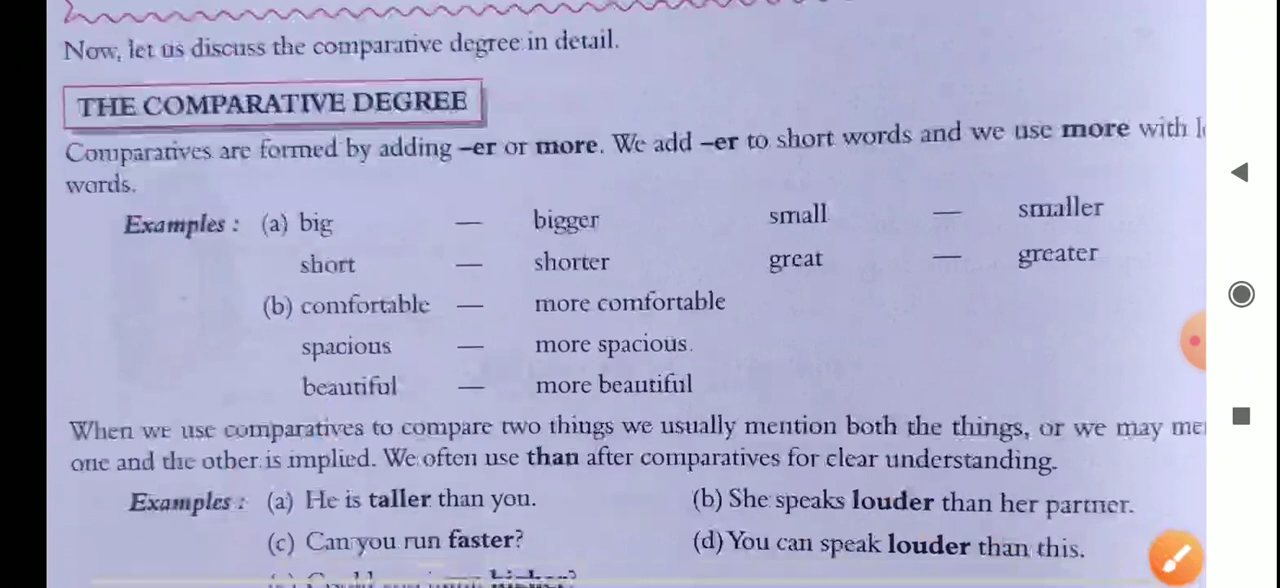 Now, let us discuss the comparative degree in detail.
THE COMPARATIVE DEGREE
Comparatives are formed by adding –er or more. We add –er to short words and we use more with
words.
Examples : (a) big — bigger small — smaller
short — shorter great — greater
(b) comfortable — more comfortable
spacious — more spacious.
beautiful — more beautiful
When we use comparatives to compare two things we usually mention both the things, or we may
one and the other is implied. We often use than after comparatives for clear understanding.
Examples : (a) He is taller than you. (b) She speaks louder than her partner.
(c) Can you run faster? (d) You can speak louder than this.